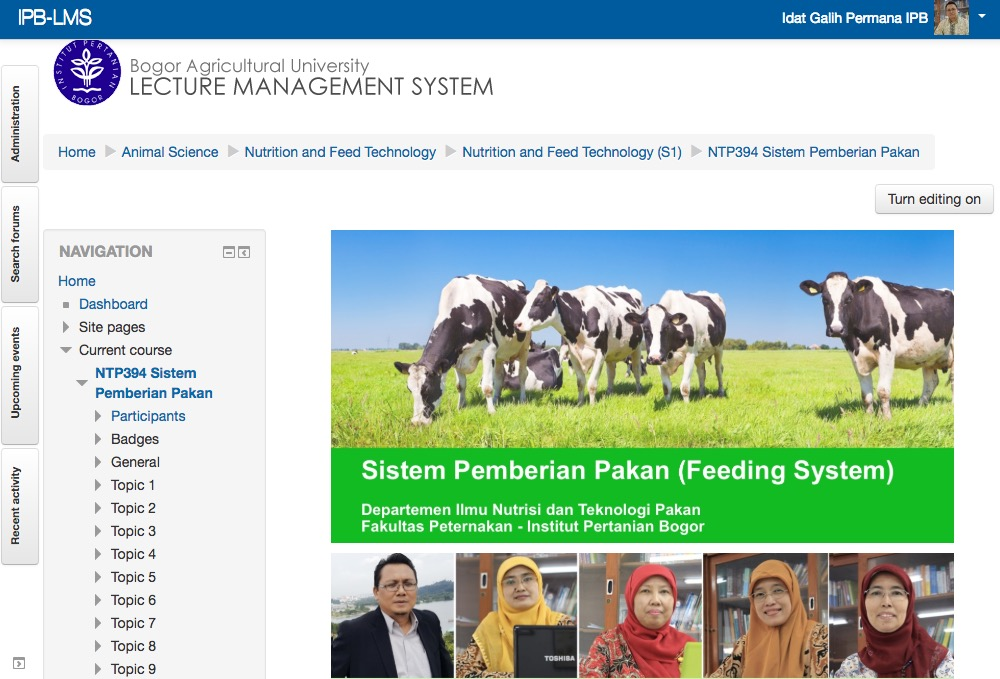 IPB-LMS
Idat Galih Permana IPB
INSTITUT PERTANIAN
BOGOR
Bogor Agricultural University
LECTURE MANAGEMENT SYSTEM
Administration
Search forums
Upcoming events
Recent activity
Home Animal Science Nutrition and Feed Technology Nutrition and Feed Technology (S1) NTP394 Sistem Pemberian Pakan
Turn editing on
NAVIGATION
Home
Dashboard
Site pages
Current course
NTP394 Sistem
Pemberian Pakan
Participants
Badges
General
Topic 1
Topic 2
Topic 3
Topic 4
Topic 5
Topic 6
Topic 7
Topic 8
Topic 9
Sistem Pemberian Pakan (Feeding System)
Departemen Ilmu Nutrisi dan Teknologi Pakan
Fakultas Peternakan - Institut Pertanian Bogor
TOSHIBA